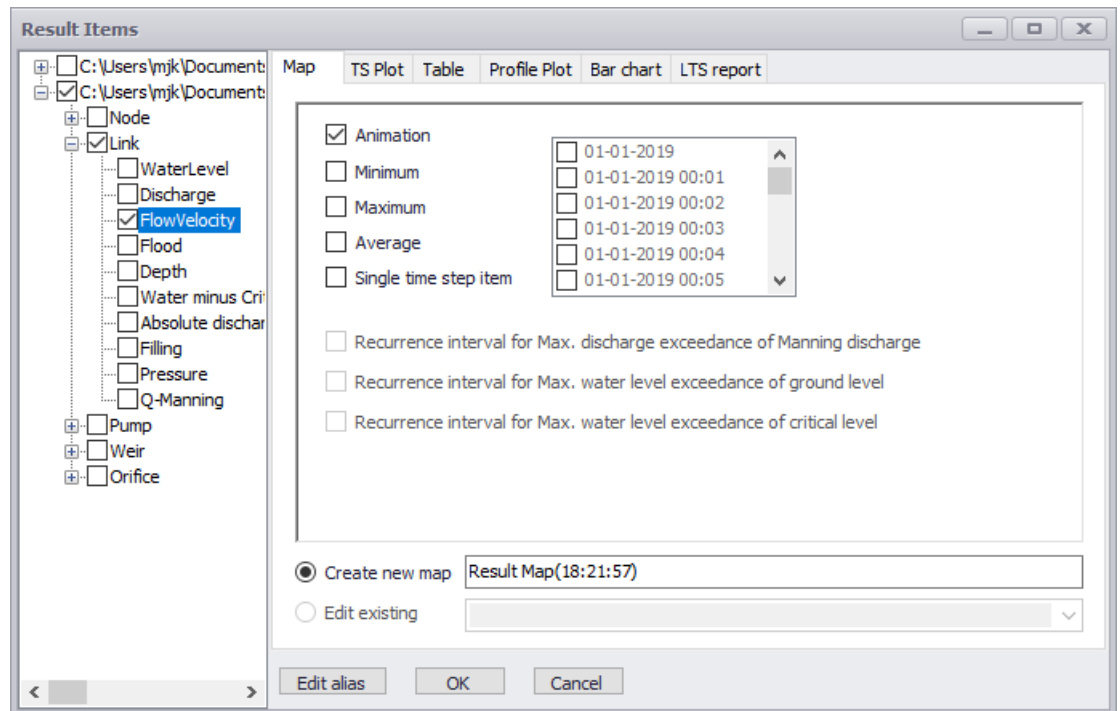 Result Items
C:\Users\mjk\Document:
C:\Users\mjk\Document:
Node
Link
WaterLevel
Discharge
FlowVelocity
Flood
Depth
Water minus Cri
Absolute dischar
Filling
Pressure
Q-Manning
Pump
Weir
Orifice
Map TS Plot Table Profile Plot Bar chart LTS report
Animation
Minimum
Maximum
Average
Single time step item
01-01-2019
01-01-2019 00:01
01-01-2019 00:02
01-01-2019 00:03
01-01-2019 00:04
01-01-2019 00:05
Recurrence interval for Max. discharge exceedance of Manning discharge
Recurrence interval for Max. water level exceedance of ground level
Recurrence interval for Max. water level exceedance of critical level
Create new map Result Map(18:21:57)
Edit existing
Edit alias OK Cancel